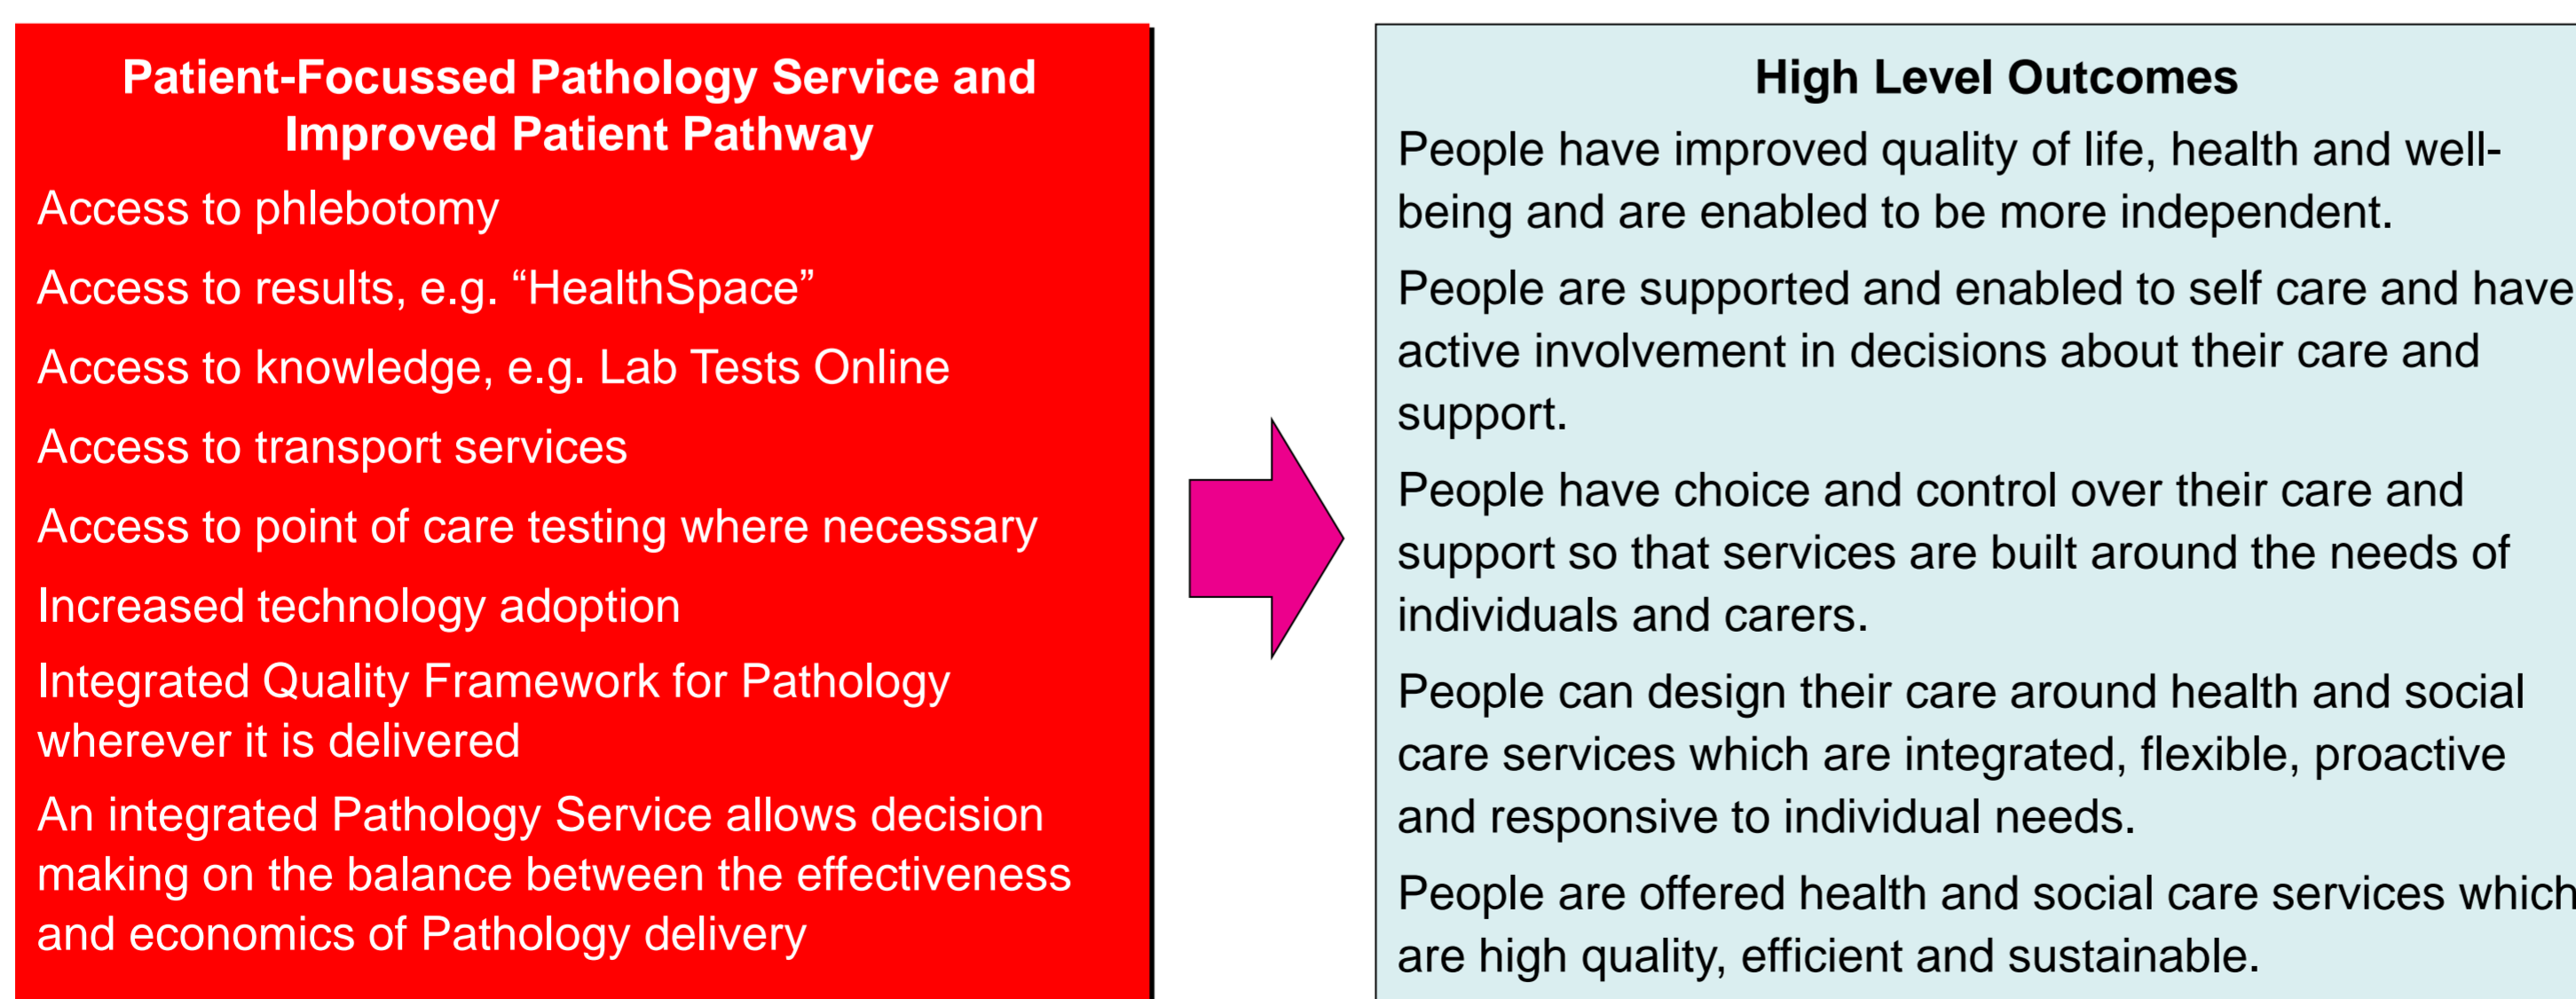 Patient-Focussed Pathology Service and
Improved Patient Pathway
Access to phlebotomy
Access to results, e.g. “HealthSpace”
Access to knowledge, e.g. Lab Tests Online
Access to transport services
Access to point of care testing where necessary
Increased technology adoption
Integrated Quality Framework for Pathology
wherever it is delivered
An integrated Pathology Service allows decision
making on the balance between the effectiveness
and economics of Pathology delivery
High Level Outcomes
People have improved quality of life, health and well-
being and are enabled to be more independent.
People are supported and enabled to self care and have
active involvement in decisions about their care and
support.
People have choice and control over their care and
support so that services are built around the needs of
individuals and carers.
People can design their care around health and social
care services which are integrated, flexible, proactive
and responsive to individual needs.
People are offered health and social care services which
are high quality, efficient and sustainable.